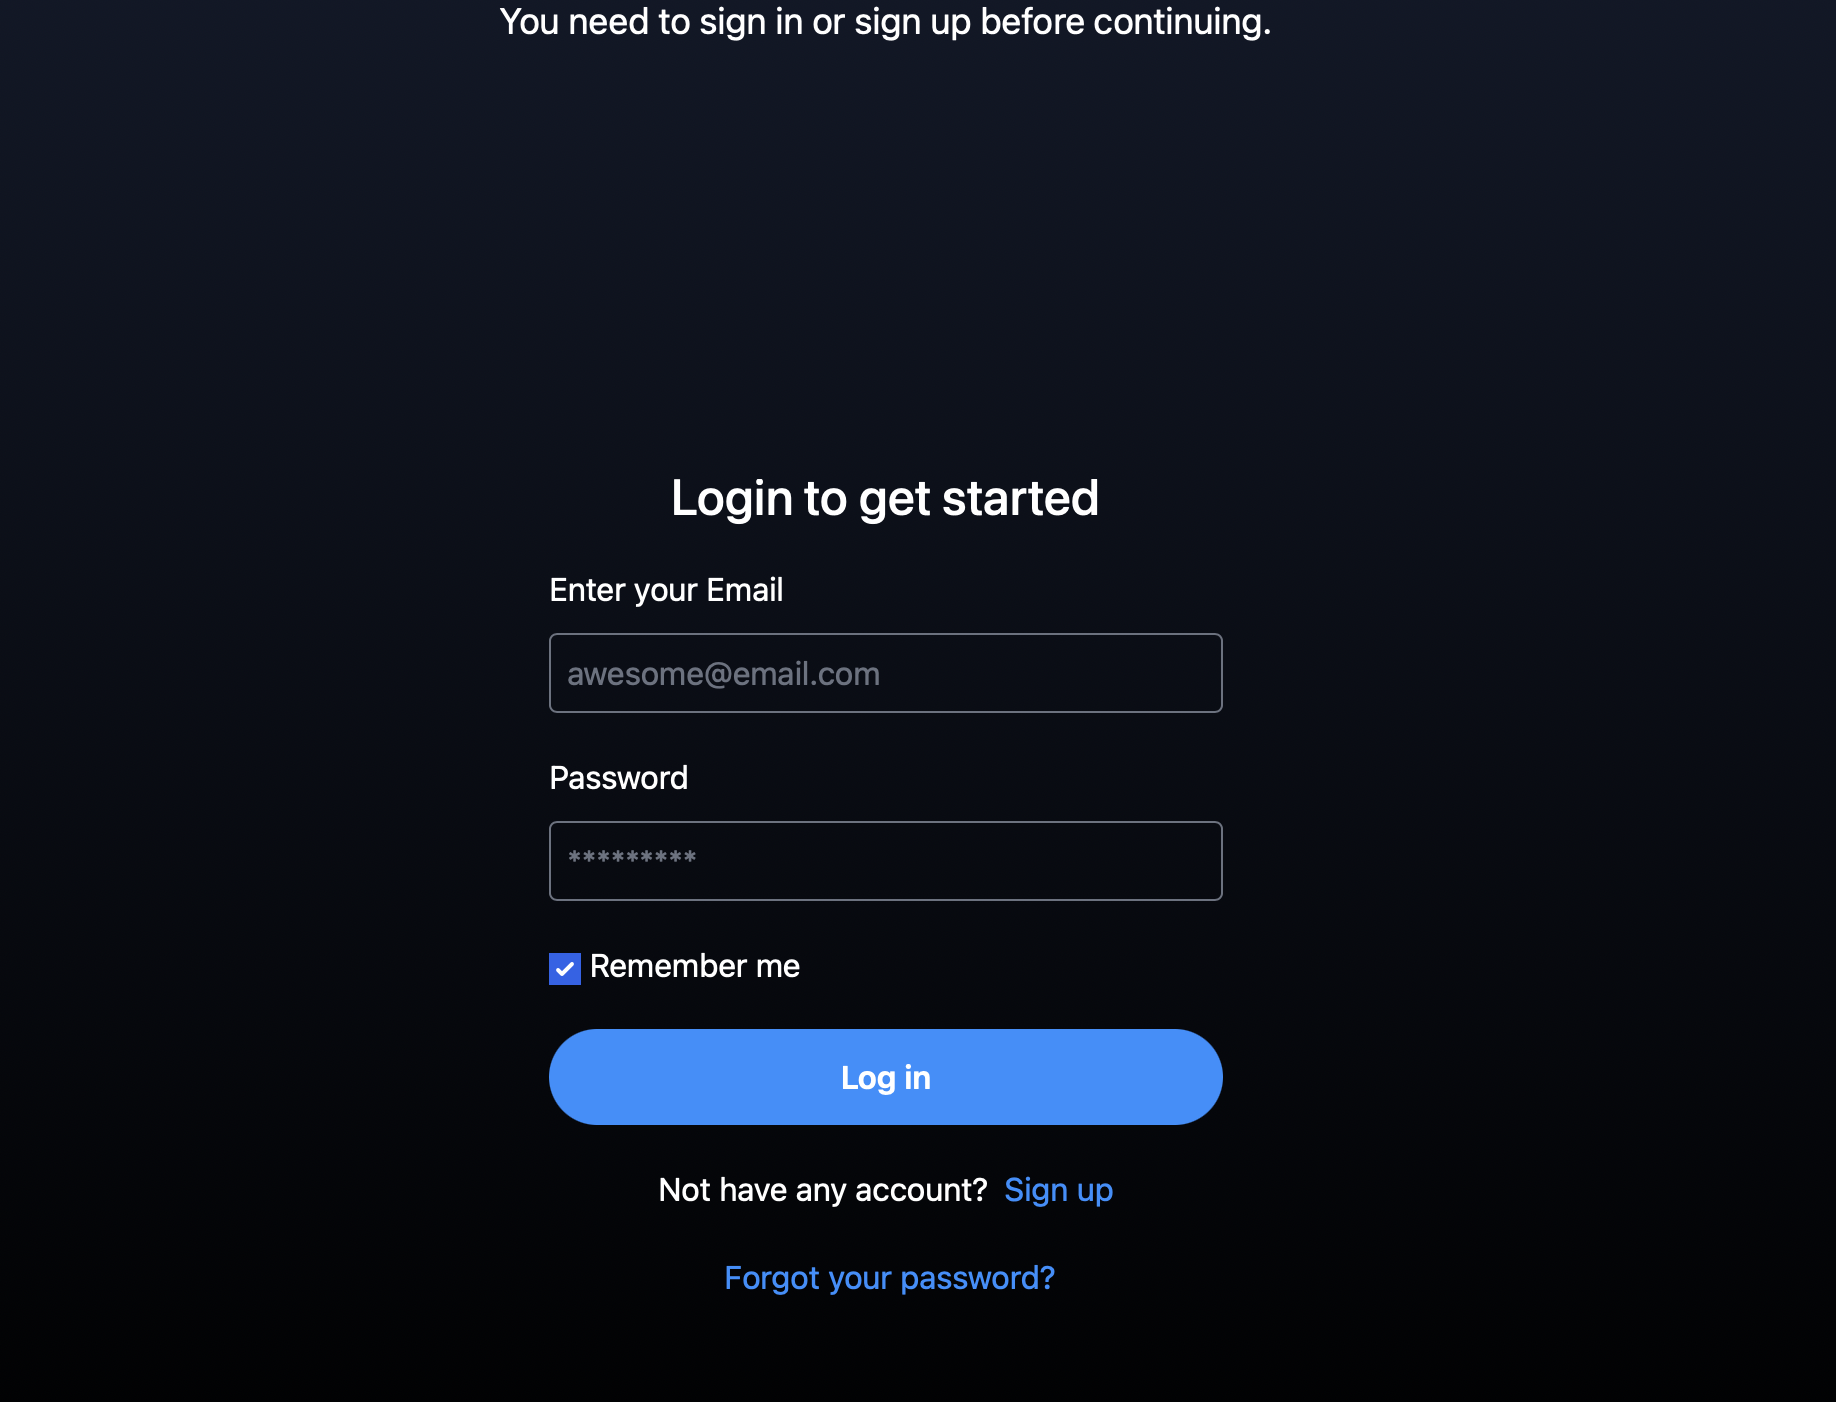 You need to sign in or sign up before continuing.
Login to get started
Enter your Email
awesome@email.com
Password
*********
Remember me
Log in
Not have any account? Sign up
Forgot your password?